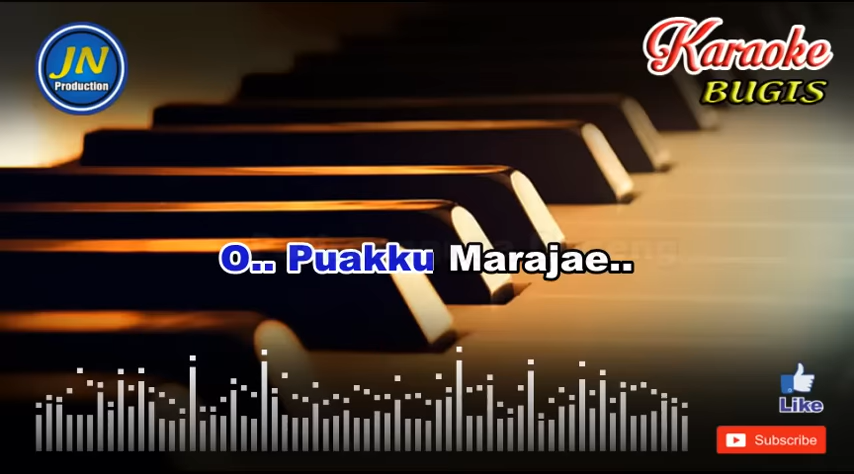 JN
Production
Karaoke
BUGIS
O.. Puakku Marajae..
Like
Subscribe